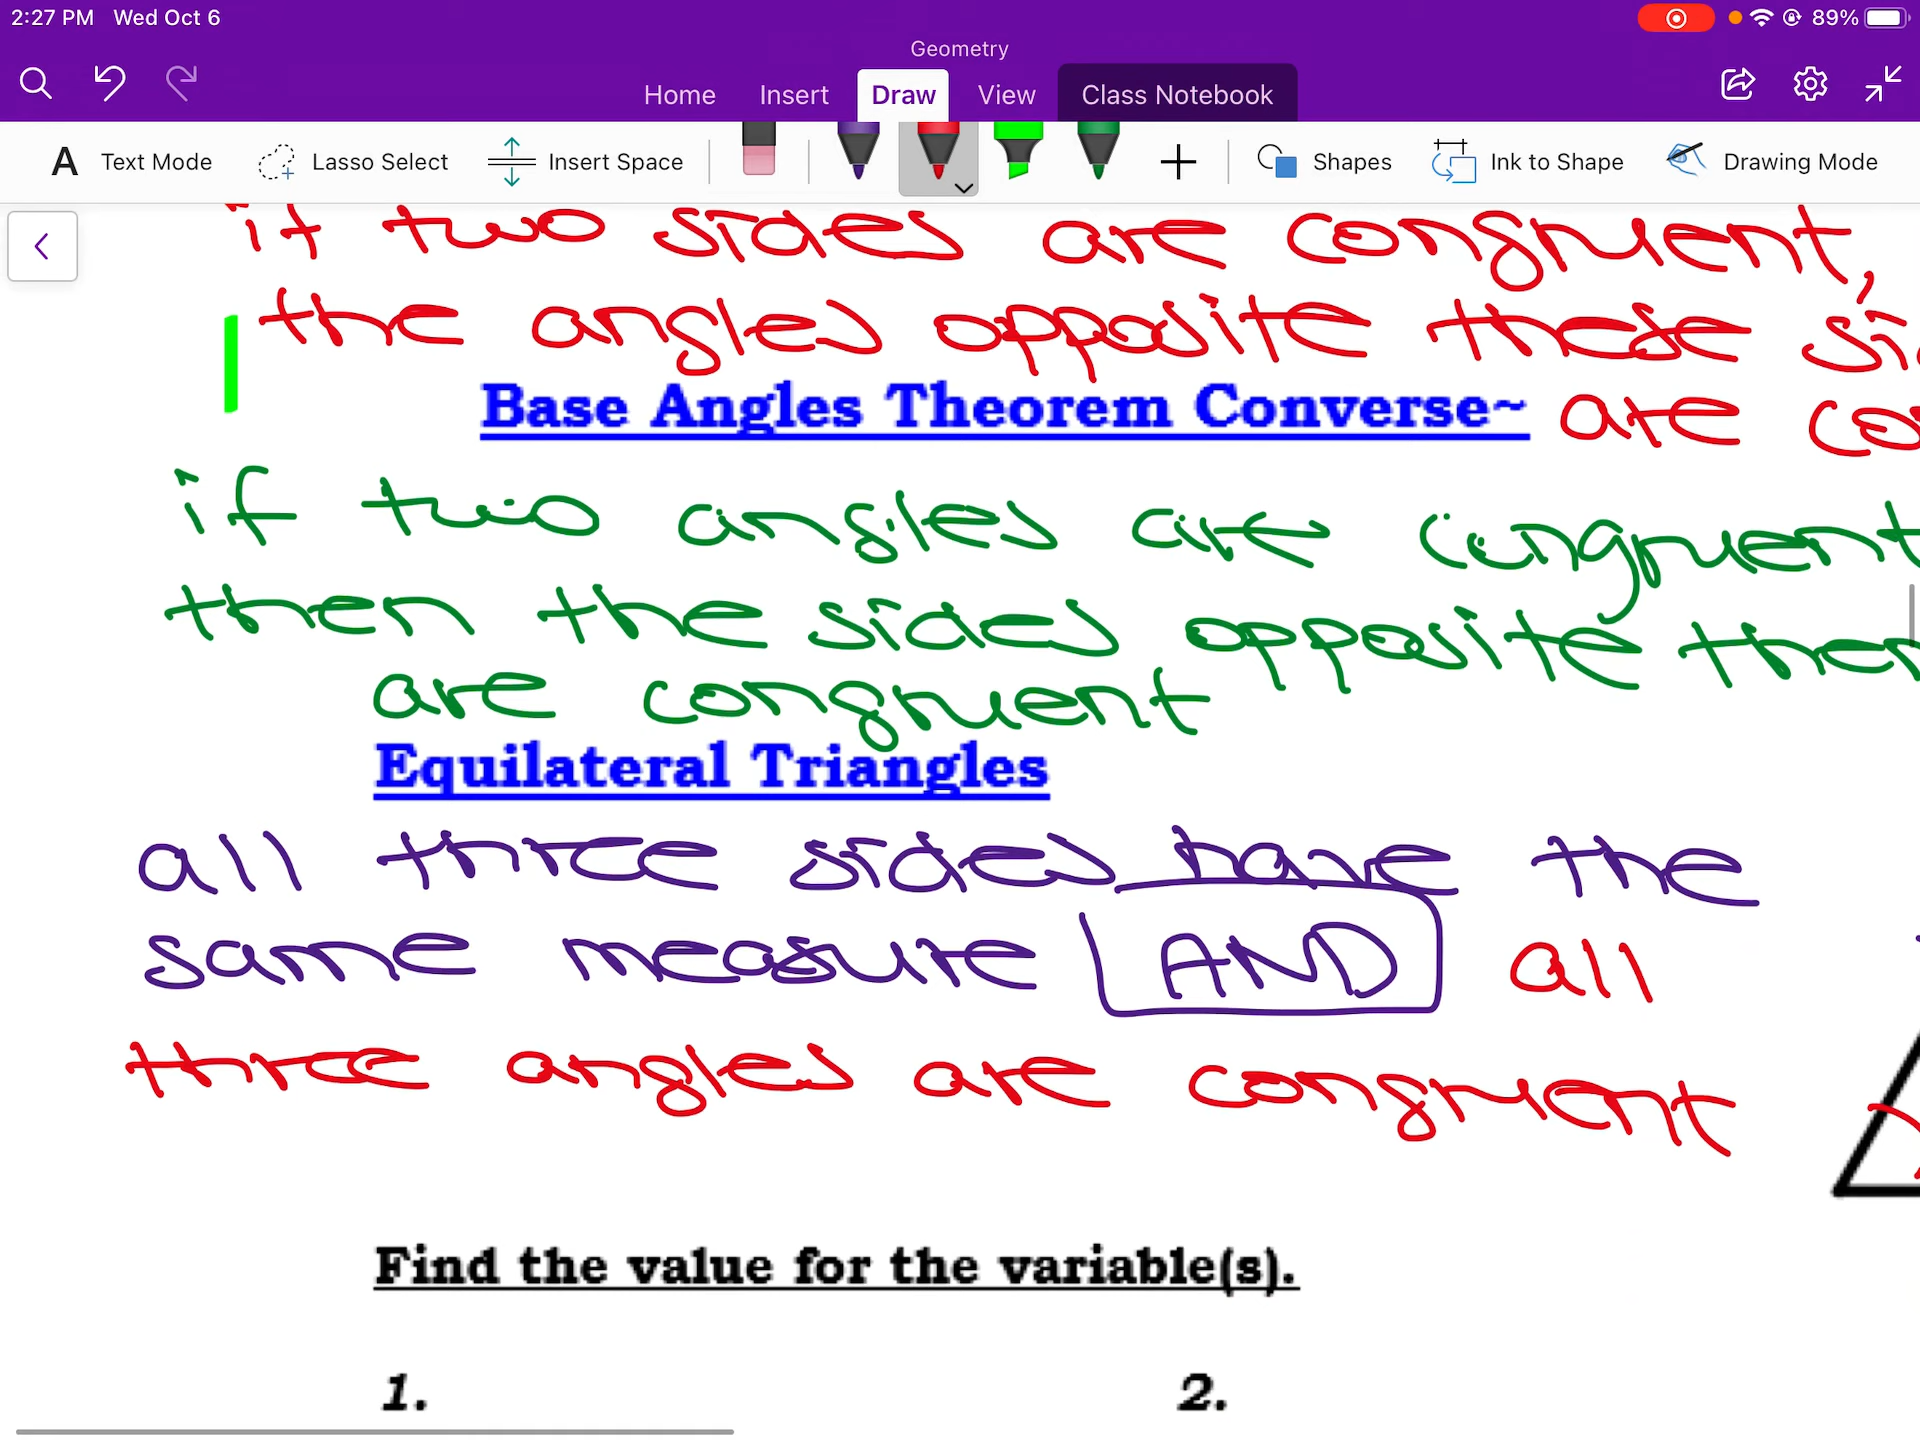 2:27 PM Wed Oct 6
89%
Geometry
Home Insert Draw View Class Notebook
A Text Mode Lasso Select Insert Space Shapes Ink to Shape Drawing Mode
if two sides are congruent,
the angles opposite these si
Base Angles Theorem Converse~ are co
if two angles are congruent
then the sides opposite them
are congruent
Equilateral Triangles
all three sides have the
same measure AND all
three angles are congruent
Find the value for the variable(s).
1. 2.